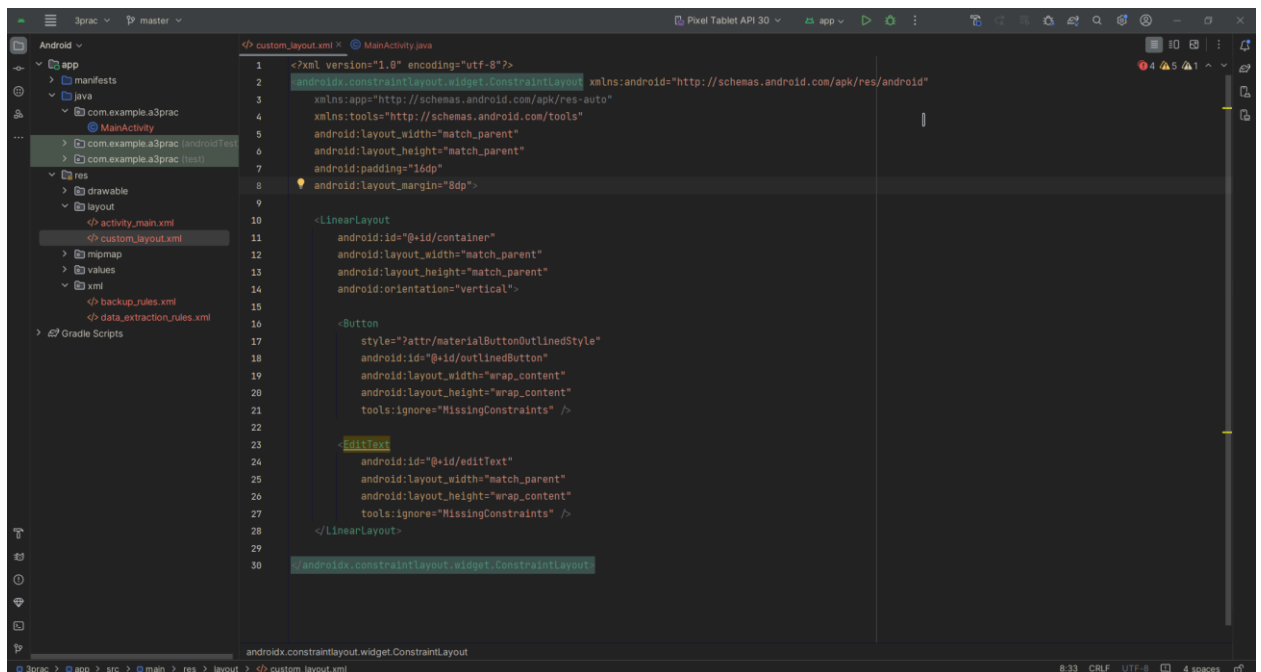 3prac master Pixel Tablet API 30 app
Android
custom_layout.xml MainActivity.java
app
manifests
java
com.example.a3prac
MainActivity
com.example.a3prac (androidTest
com.example.a3prac (test)
res
drawable
layout
activity_main.xml
custom_layout.xml
mipmap
values
xml
backup_rules.xml
data_extraction_rules.xml
Gradle Scripts
4 5 1
1 <?xml version="1.0" encoding="utf-8"?>
2 <androidx.constraintlayout.widget.ConstraintLayout xmlns:android="http://schemas.android.com/apk/res/android"
3 xmlns:app="http://schemas.android.com/apk/res-auto"
4 xmlns:tools="http://schemas.android.com/tools"
5 android:layout_width="match_parent"
6 android:layout_height="match_parent"
7 android:padding="16dp"
8 android:layout_margin="8dp">
9
10 <LinearLayout
11 android:id="@+id/container"
12 android:layout_width="match_parent"
13 android:layout_height="match_parent"
14 android:orientation="vertical">
15
16 <Button
17 style="?attr/materialButtonOutlinedStyle"
18 android:id="@+id/outlinedButton"
19 android:layout_width="wrap_content"
20 android:layout_height="wrap_content"
21 tools:ignore="MissingConstraints" />
22
23 <EditText
24 android:id="@+id/editText"
25 android:layout_width="match_parent"
26 android:layout_height="wrap_content"
27 tools:ignore="MissingConstraints" />
28 </LinearLayout>
29
30 </androidx.constraintlayout.widget.ConstraintLayout>
androidx.constraintlayout.widget.ConstraintLayout
3prac > app > src > main > res > layout > custom_layout.xml 8:33 CRLF UTF-8 4 spaces